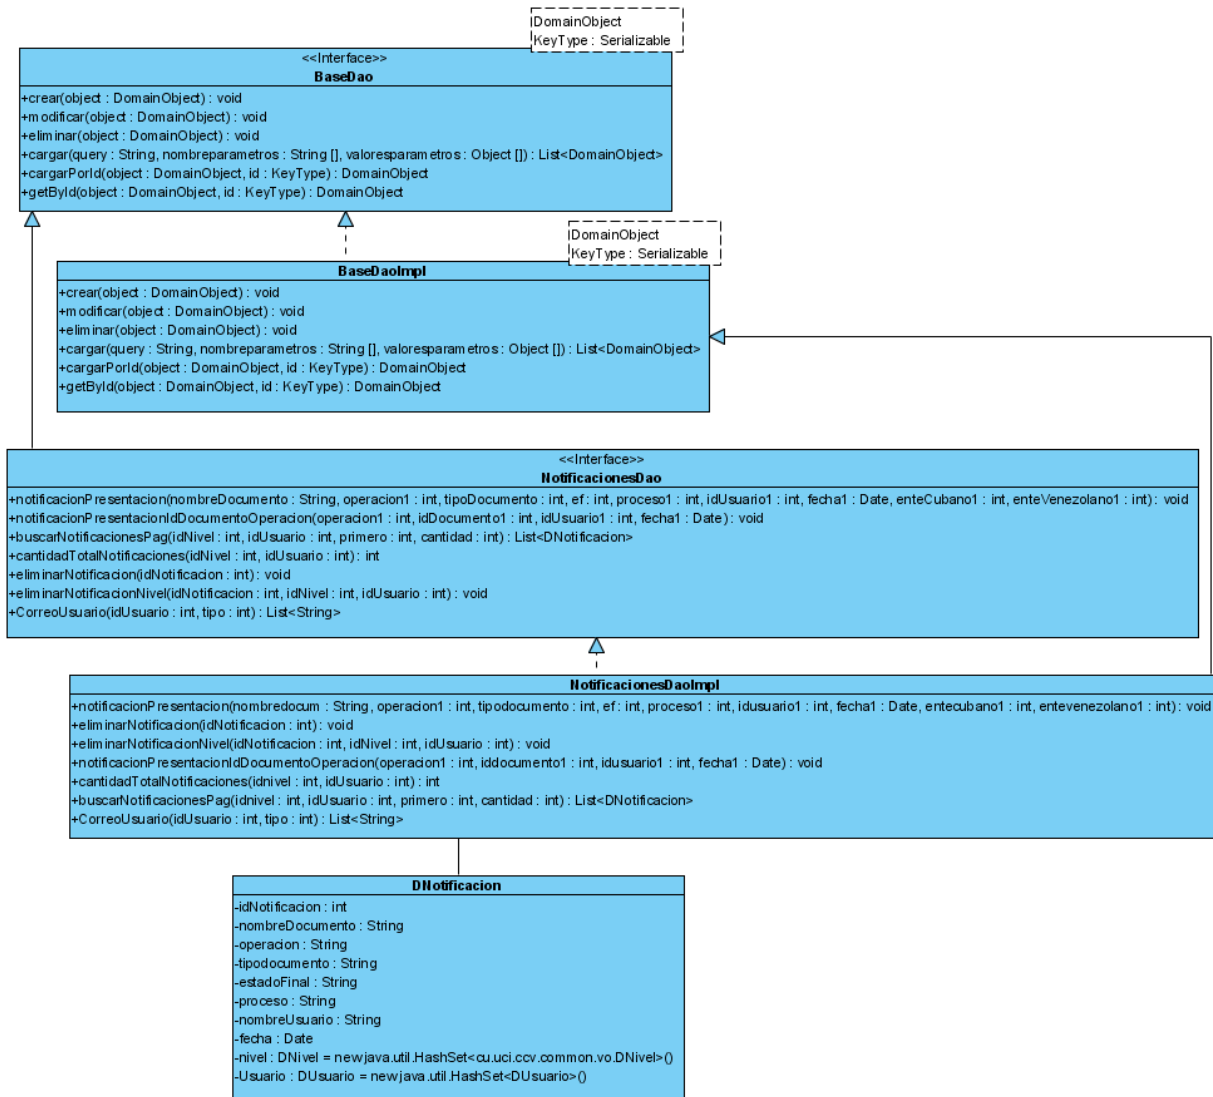 DomainObject
KeyType : Serializable
<<Interface>>
BaseDao
+crear(object : DomainObject) : void
+modificar(object : DomainObject) : void
+eliminar(object : DomainObject) : void
+cargar(query : String, nombreparametros : String [], valoresparametros : Object []) : List<DomainObject>
+cargarPorId(object : DomainObject, id : KeyType) : DomainObject
+getById(object : DomainObject, id : KeyType) : DomainObject
DomainObject
KeyType : Serializable
BaseDaoImpl
+crear(object : DomainObject) : void
+modificar(object : DomainObject) : void
+eliminar(object : DomainObject) : void
+cargar(query : String, nombreparametros : String [], valoresparametros : Object []) : List<DomainObject>
+cargarPorId(object : DomainObject, id : KeyType) : DomainObject
+getById(object : DomainObject, id : KeyType) : DomainObject
<<Interface>>
NotificacionesDao
+notificacionPresentacion(nombreDocumento : String, operacion1 : int, tipoDocumento : int, ef : int, proceso1 : int, idUsuario1 : int, fecha1 : Date, enteCubano1 : int, enteVenezolano1 : int) : void
+notificacionPresentacionIdDocumentoOperacion(operacion1 : int, idDocumento1 : int, idUsuario1 : int, fecha1 : Date) : void
+buscarNotificacionesPag(idNivel : int, idUsuario : int, primero : int, cantidad : int) : List<DNotificacion>
+cantidadTotalNotificaciones(idNivel : int, idUsuario : int) : int
+eliminarNotificacion(idNotificacion : int) : void
+eliminarNotificacionNivel(idNotificacion : int, idNivel : int, idUsuario : int) : void
+CorreoUsuario(idUsuario : int, tipo : int) : List<String>
NotificacionesDaoImpl
+notificacionPresentacion(nombredocum : String, operacion1 : int, tipodocumento : int, ef : int, proceso1 : int, idusuario1 : int, fecha1 : Date, entecubano1 : int, entevenezolano1 : int) : void
+eliminarNotificacion(idNotificacion : int) : void
+eliminarNotificacionNivel(idNotificacion : int, idNivel : int, idUsuario : int) : void
+notificacionPresentacionIdDocumentoOperacion(operacion1 : int, iddocumento1 : int, idusuario1 : int, fecha1 : Date) : void
+cantidadTotalNotificaciones(idnivel : int, idUsuario : int) : int
+buscarNotificacionesPag(idnivel : int, idUsuario : int, primero : int, cantidad : int) : List<DNotificacion>
+CorreoUsuario(idUsuario : int, tipo : int) : List<String>
DNotificacion
-idNotificacion : int
-nombreDocumento : String
-operacion : String
-tipodocumento : String
-estadoFinal : String
-proceso : String
-nombreUsuario : String
-fecha : Date
-nivel : DNivel = new java.util.HashSet<cu.uci.ccv.common.vo.DNivel>()
-Usuario : DUsuario = new java.util.HashSet<DUsuario>()